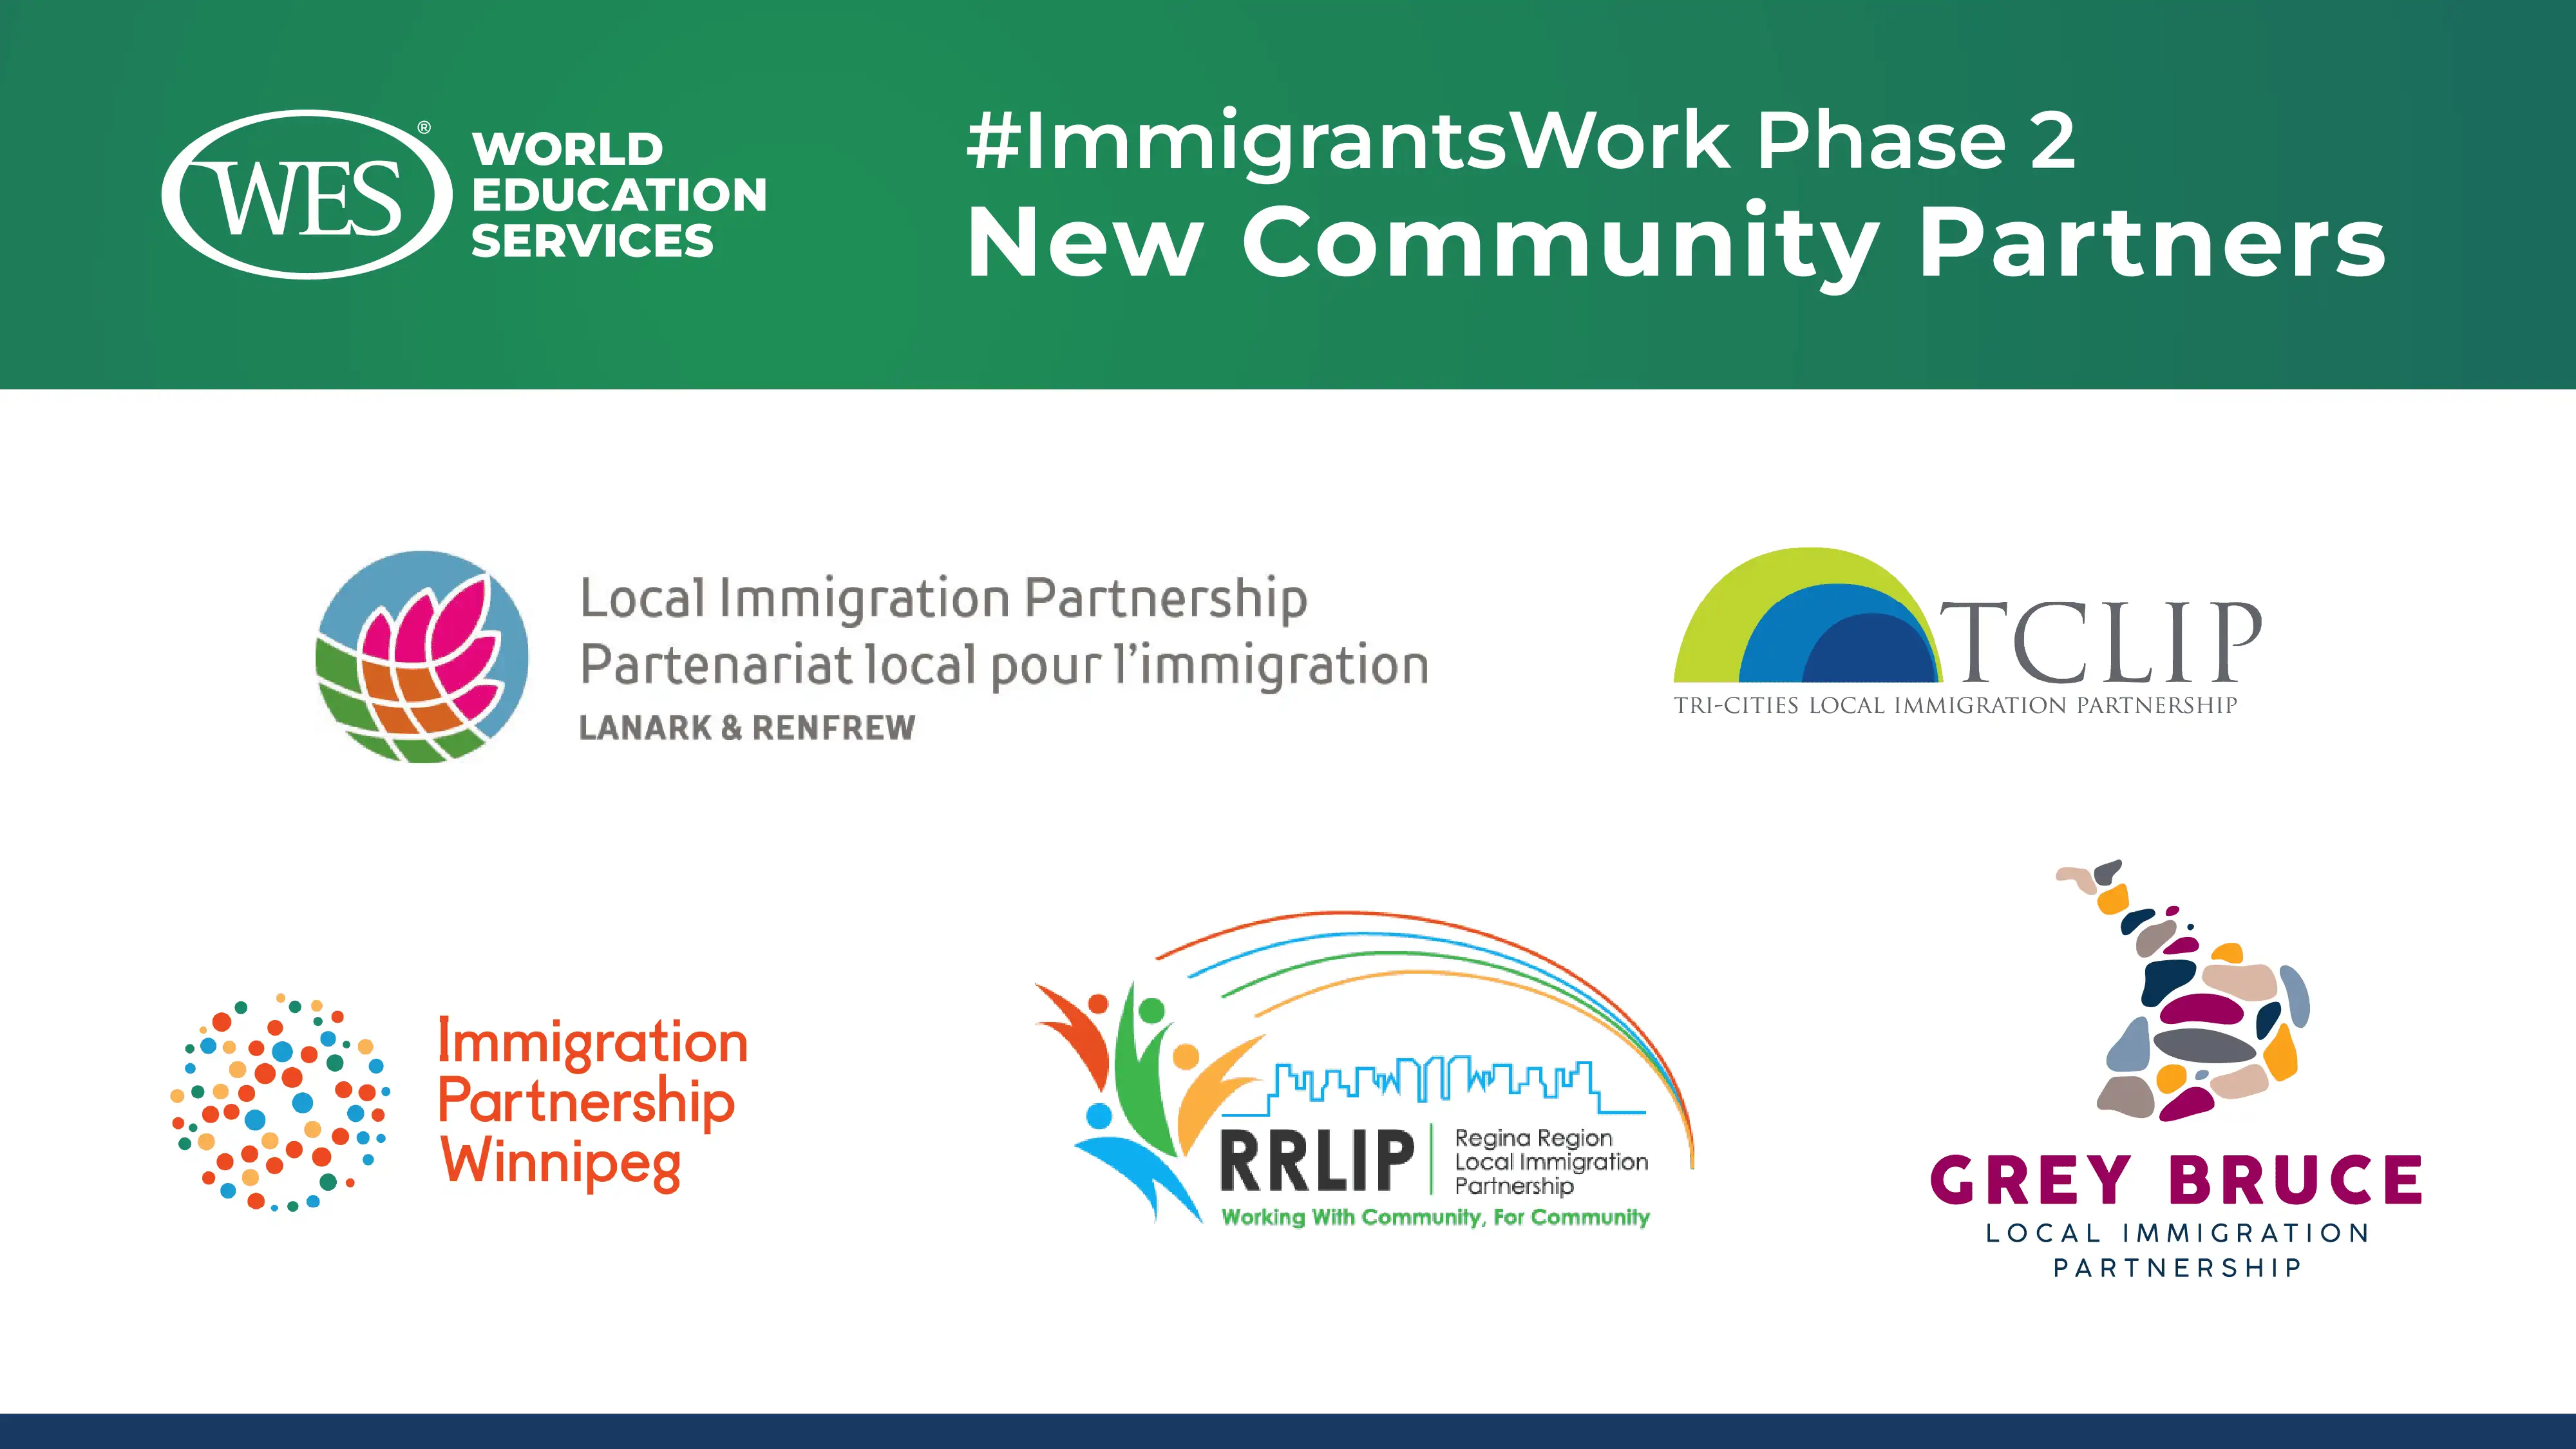 WES®
WORLD
EDUCATION
SERVICES
#ImmigrantsWork Phase 2
New Community Partners
Local Immigration Partnership
Partenariat local pour l'immigration
LANARK & RENFREW
TCLIP
TRI-CITIES LOCAL IMMIGRATION PARTNERSHIP
Immigration
Partnership
Winnipeg
RRLIP
Regina Region
Local Immigration
Partnership
Working With Community, For Community
GREY BRUCE
LOCAL IMMIGRATION
PARTNERSHIP